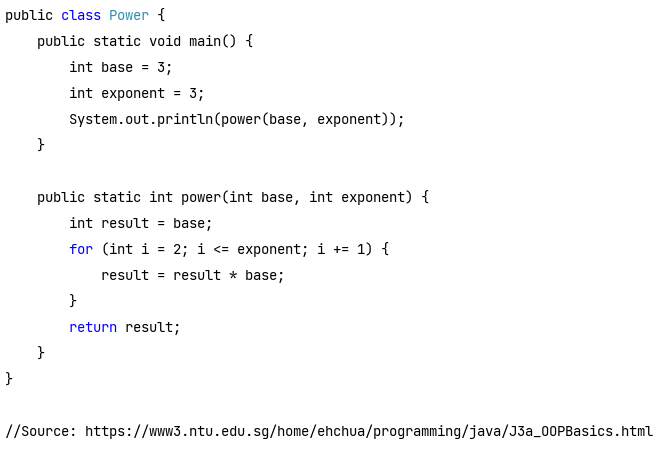 public class Power {
    public static void main() {
        int base = 3;
        int exponent = 3;
        System.out.println(power(base, exponent));
    }

    public static int power(int base, int exponent) {
        int result = base;
        for (int i = 2; i <= exponent; i += 1) {
            result = result * base;
        }
        return result;
    }
}

//Source: https://www3.ntu.edu.sg/home/ehchua/programming/java/J3a_OOPBasics.html